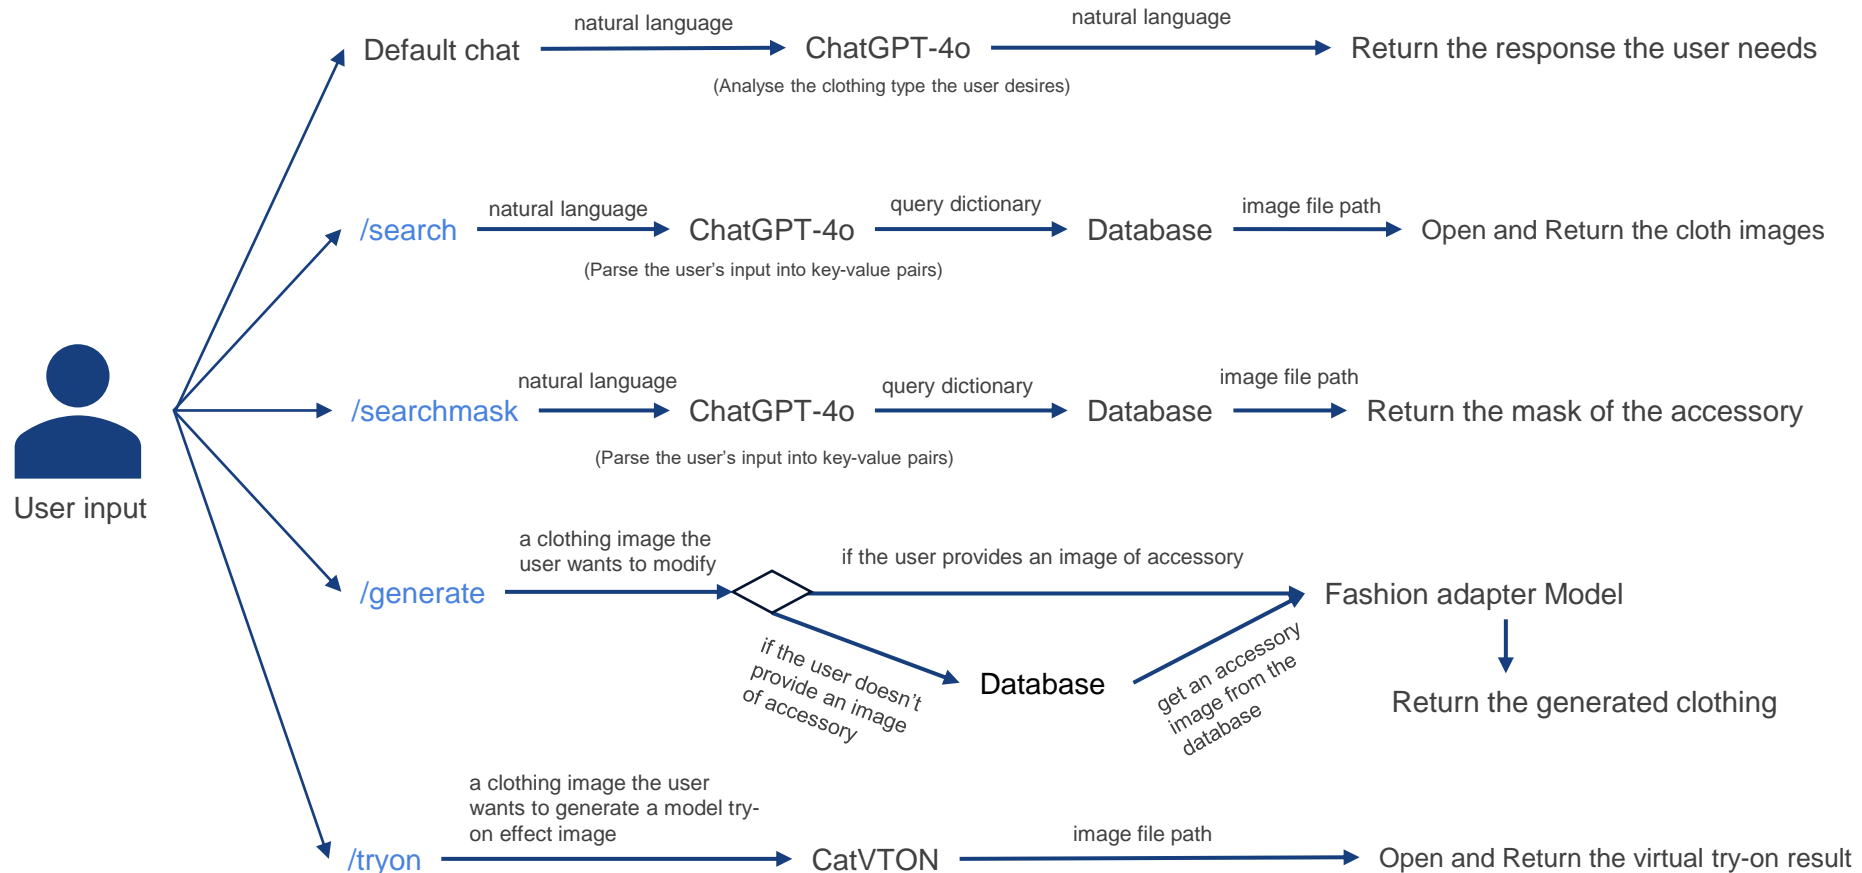 natural language
natural language
Default chat
ChatGPT-4o
Return the response the user needs
(Analyse the clothing type the user desires)
natural language
query dictionary
image file path
/search
ChatGPT-4o
Database
Open and Return the cloth images
(Parse the user’s input into key-value pairs)
natural language
query dictionary
image file path
/searchmask
ChatGPT-4o
Database
Return the mask of the accessory
(Parse the user’s input into key-value pairs)
User input
a clothing image the
user wants to modify
if the user provides an image of accessory
/generate
Fashion adapter Model
if the user doesn’t
provide an image
of accessory
Database
get an accessory
image from the
database
Return the generated clothing
a clothing image the user
wants to generate a model try-
on effect image
image file path
/tryon
CatVTON
Open and Return the virtual try-on result